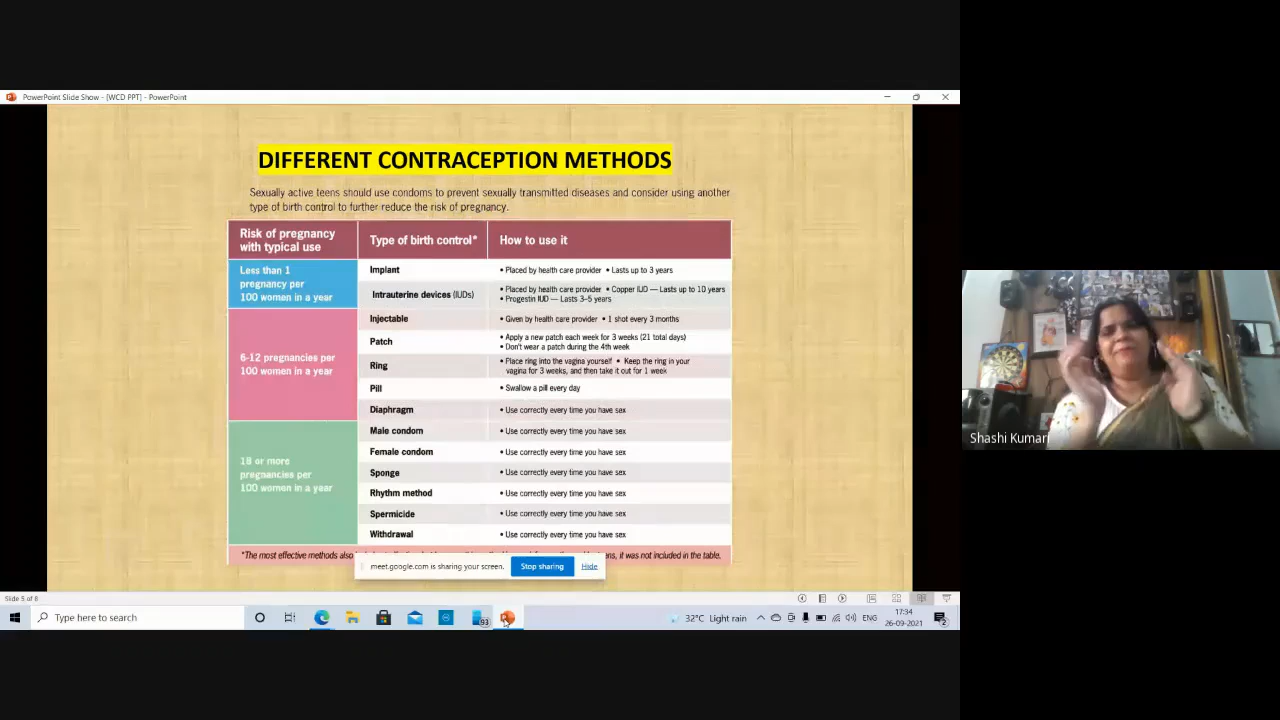 PowerPoint Slide Show - [WCD PPT] - PowerPoint
DIFFERENT CONTRACEPTION METHODS
Sexually active teens should use condoms to prevent sexually transmitted diseases and consider using another
type of birth control to further reduce the risk of pregnancy.
Risk of pregnancy
with typical use
Type of birth control*
How to use it
Less than 1
pregnancy per
100 women in a year
Implant
• Placed by health care provider • Lasts up to 3 years
Intrauterine devices (IUDs)
• Placed by health care provider • Copper IUD — Lasts up to 10 years
• Progestin IUD — Lasts 3-5 years
6-12 pregnancies per
100 women in a year
Injectable
• Given by health care provider • 1 shot every 3 months
Patch
• Apply a new patch each week for 3 weeks (21 total days)
• Don't wear a patch during the 4th week
Ring
• Place ring into the vagina yourself • Keep the ring in your
vagina for 3 weeks, and then take it out for 1 week
Pill
• Swallow a pill every day
Diaphragm
• Use correctly every time you have sex
18 or more
pregnancies per
100 women in a year
Male condom
• Use correctly every time you have sex
Female condom
• Use correctly every time you have sex
Sponge
• Use correctly every time you have sex
Rhythm method
• Use correctly every time you have sex
Spermicide
• Use correctly every time you have sex
Withdrawal
• Use correctly every time you have sex
*The most effective methods also it was not included in the table.
meet.google.com is sharing your screen.
Stop sharing
Hide
Slide 5 of 8
Type here to search
93
32°C Light rain
ENG
17:34
26-09-2021
2
Shashi Kumari